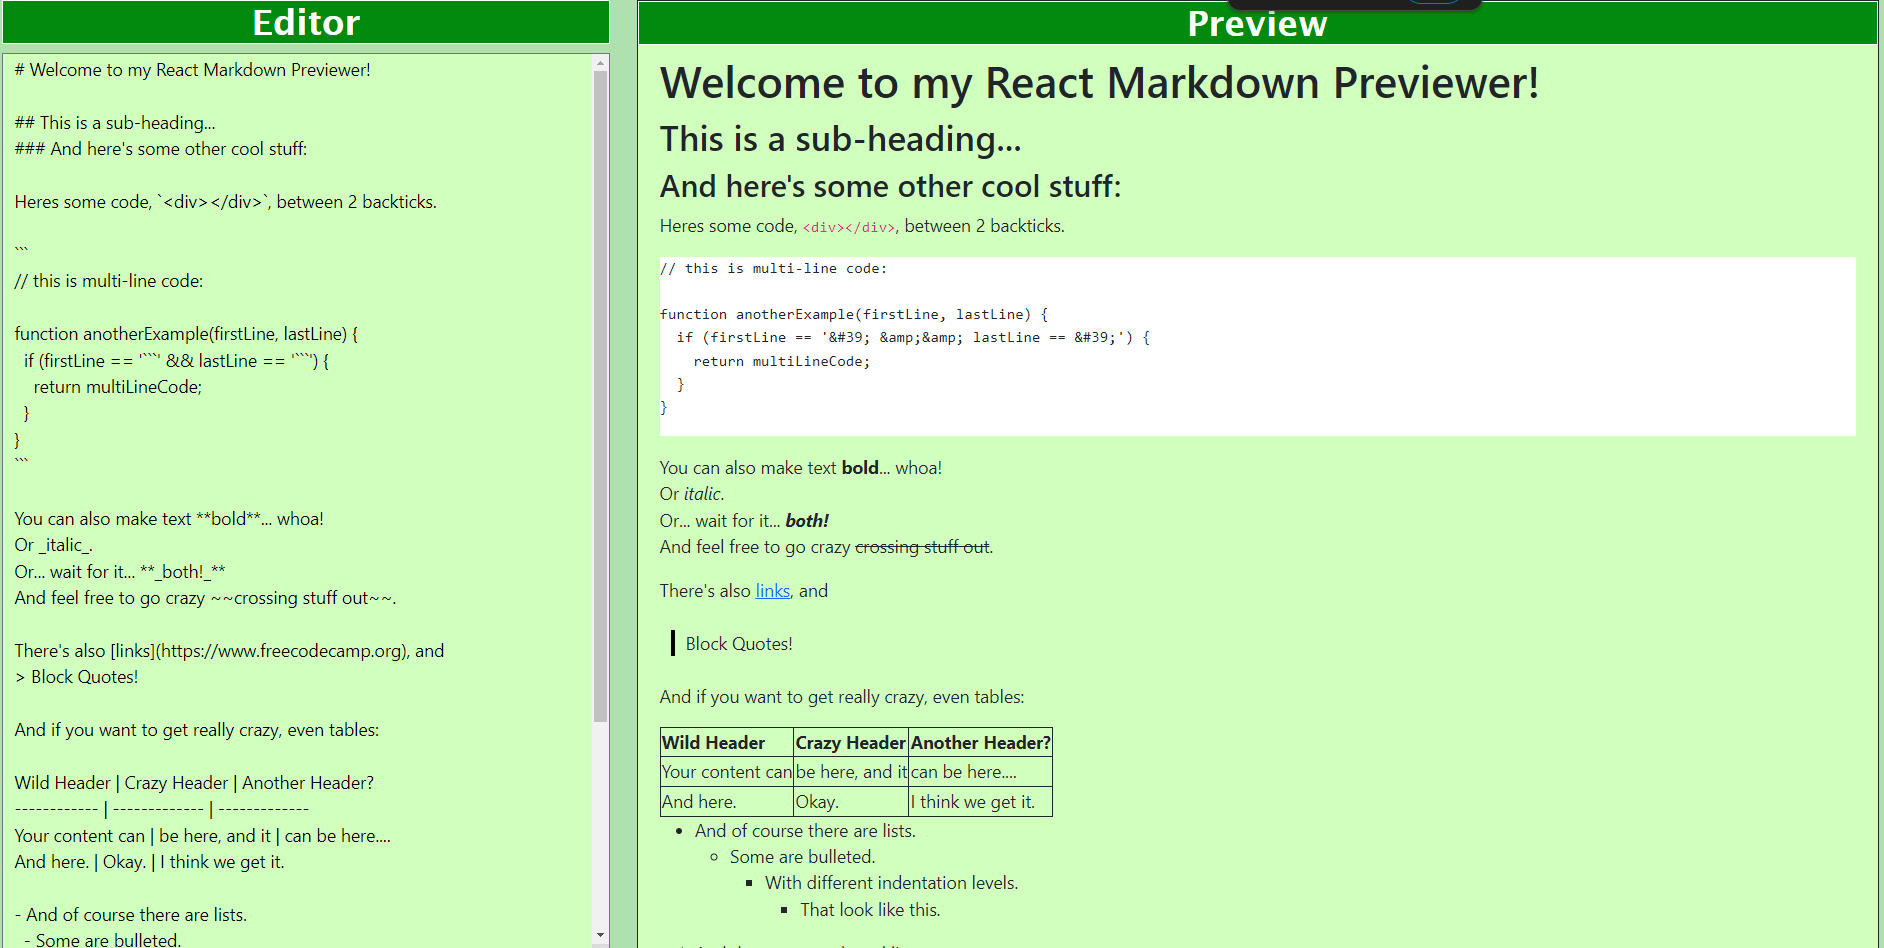 Editor
# Welcome to my React Markdown Previewer!
## This is a sub-heading...
### And here's some other cool stuff:
Heres some code, `<div></div>`, between 2 backticks.
```
// this is multi-line code:
function anotherExample(firstLine, lastLine) {
  if (firstLine == '```' && lastLine == '```') {
    return multiLineCode;
  }
}
```
You can also make text **bold**... whoa!
Or _italic_.
Or... wait for it... **_both!_**
And feel free to go crazy ~~crossing stuff out~~.
There's also [links](https://www.freecodecamp.org), and
> Block Quotes!
And if you want to get really crazy, even tables:
Wild Header | Crazy Header | Another Header?
------------ | ------------- | -------------
Your content can | be here, and it | can be here....
And here. | Okay. | I think we get it.
- And of course there are lists.
  - Some are bulleted.
Preview
Welcome to my React Markdown Previewer!
This is a sub-heading...
And here's some other cool stuff:
Heres some code, <div></div>, between 2 backticks.
// this is multi-line code:
function anotherExample(firstLine, lastLine) {
  if (firstLine == '&#39; &amp;&amp; lastLine == &#39;') {
    return multiLineCode;
  }
}
You can also make text bold... whoa!
Or italic.
Or... wait for it... both!
And feel free to go crazy crossing stuff out.
There's also links, and
Block Quotes!
And if you want to get really crazy, even tables:
Wild Header Crazy Header Another Header?
Your content can be here, and it can be here....
And here. Okay. I think we get it.
• And of course there are lists.
◦ Some are bulleted.
▪ With different indentation levels.
▪ That look like this.